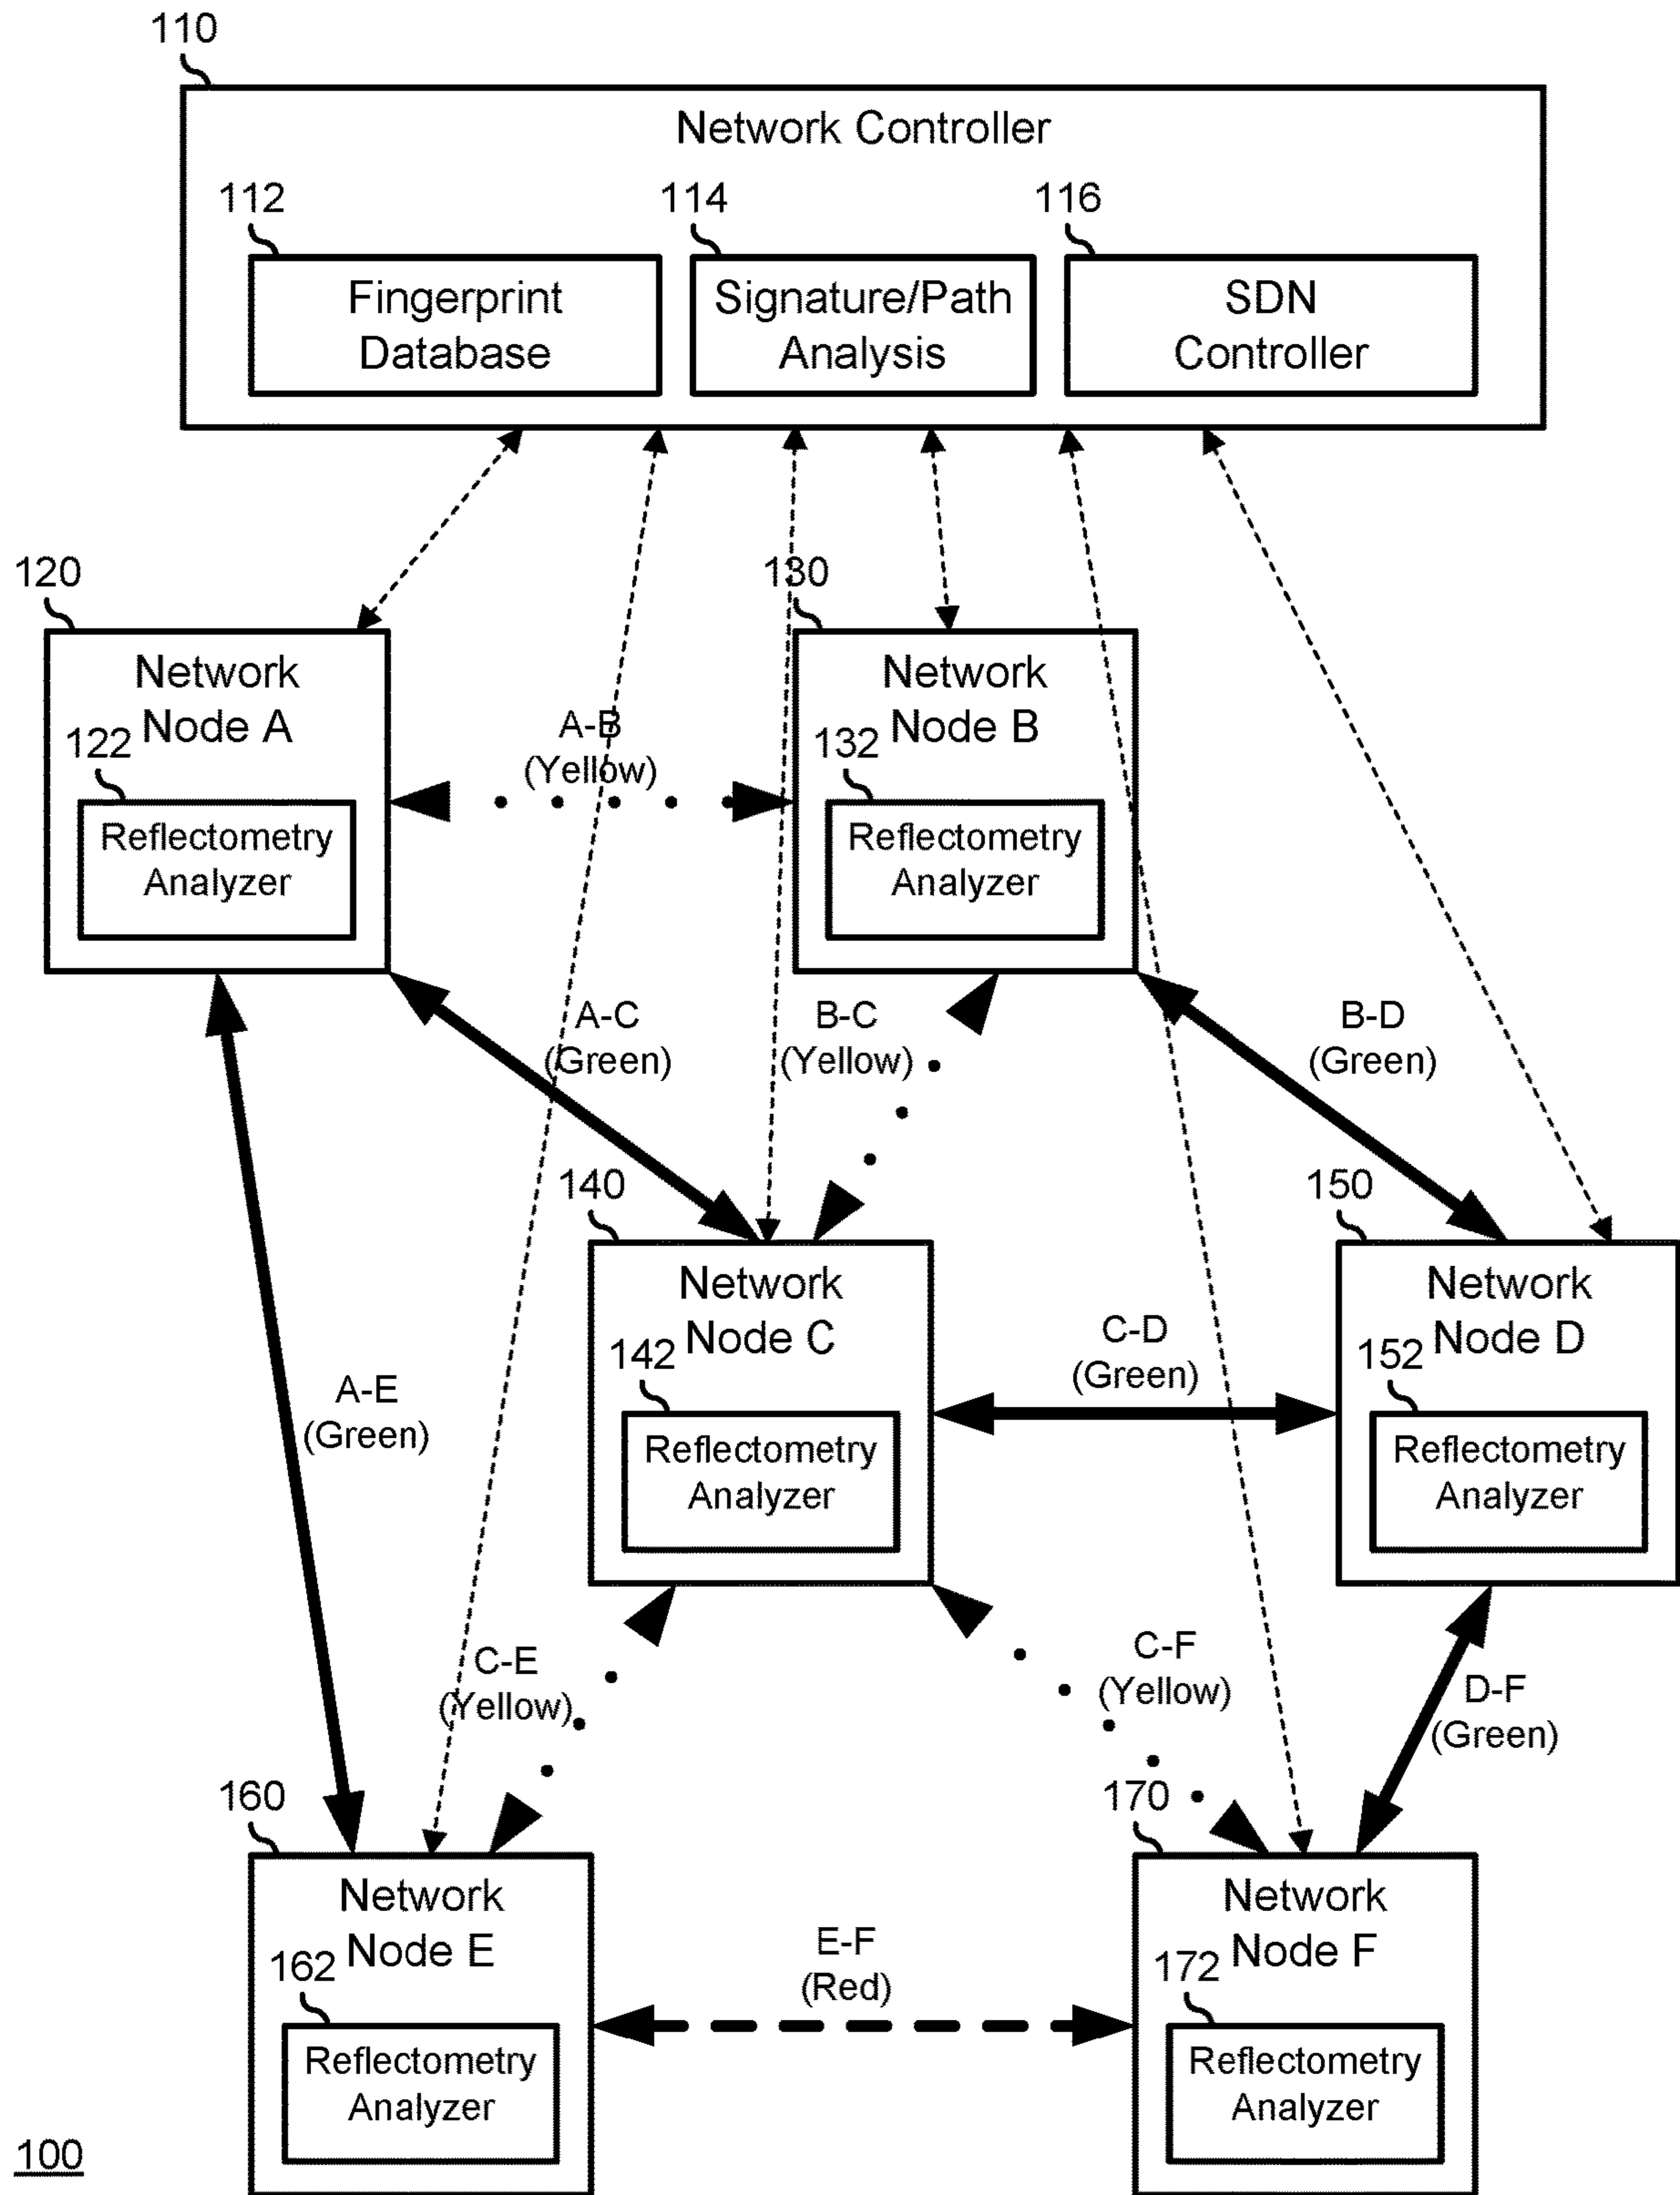 110
Network Controller
112
114
116
Fingerprint
Database
Signature/Path
Analysis
SDN
Controller
120
130
Network
Node A
122
Reflectometry
Analyzer
A-B
(Yellow)
Network
Node B
132
Reflectometry
Analyzer
A-C
(Green)
B-C
(Yellow)
B-D
(Green)
140
150
Network
Node C
142
Reflectometry
Analyzer
C-D
(Green)
Network
Node D
152
Reflectometry
Analyzer
A-E
(Green)
C-E
(Yellow)
C-F
(Yellow)
D-F
(Green)
160
170
Network
Node E
162
Reflectometry
Analyzer
E-F
(Red)
Network
Node F
172
Reflectometry
Analyzer
100